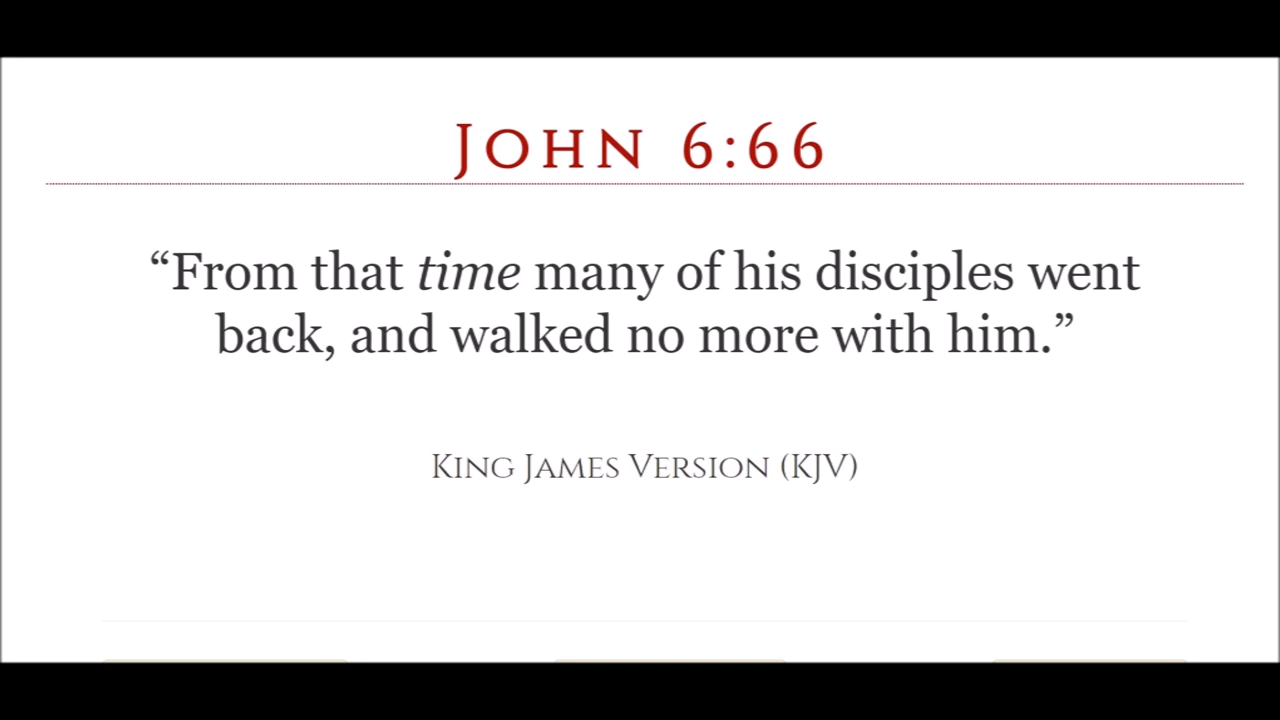 John 6:66
“From that time many of his disciples went
back, and walked no more with him.”
King James Version (KJV)